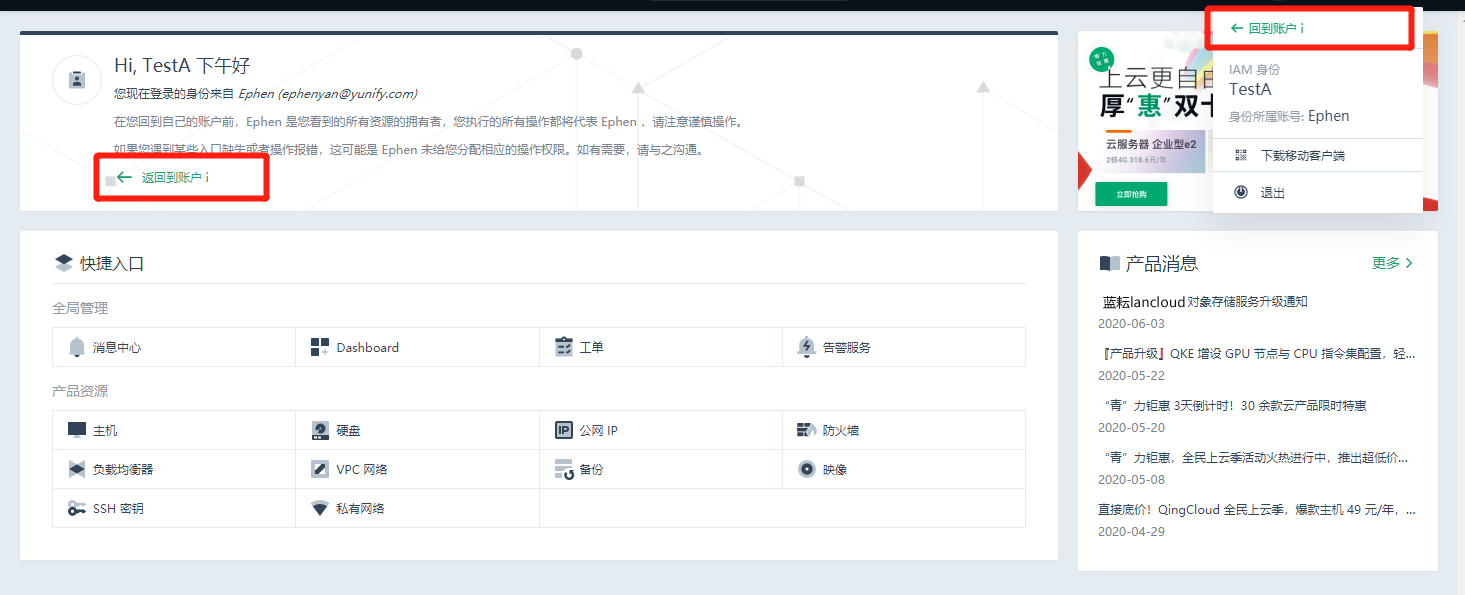 Hi, TestA 下午好
您现在登录的身份来自 Ephen (ephenyan@yunify.com)
在您回到自己的账户前，Ephen 是您看到的所有资源的拥有者，您执行的所有操作都将代表 Ephen ，请注意谨慎操作。
如果您遇到某些入口缺失或者操作报错，这可能是 Ephen 未给您分配相应的操作权限。如有需要，请与之沟通。
← 返回到账户 i
上云更自由
厚“惠”双十
云服务器 企业型e2
2核4G 318.6元/年
立即抢购
← 回到账户 i
IAM 身份
TestA
身份所属账号: Ephen
下载移动客户端
退出
快捷入口
全局管理
消息中心
Dashboard
工单
告警服务
产品资源
主机
硬盘
公网 IP
防火墙
负载均衡器
VPC 网络
备份
映像
SSH 密钥
私有网络
产品消息
更多
蓝耘lancloud对象存储服务升级通知
2020-06-03
『产品升级』QKE 增设 GPU 节点与 CPU 指令集配置，轻...
2020-05-22
“青”力钜惠 3天倒计时！30 余款云产品限时特惠
2020-05-20
“青”力钜惠，全民上云季活动火热进行中，推出超低价...
2020-05-08
直接底价！QingCloud 全民上云季，爆款主机 49 元/年，...
2020-04-29